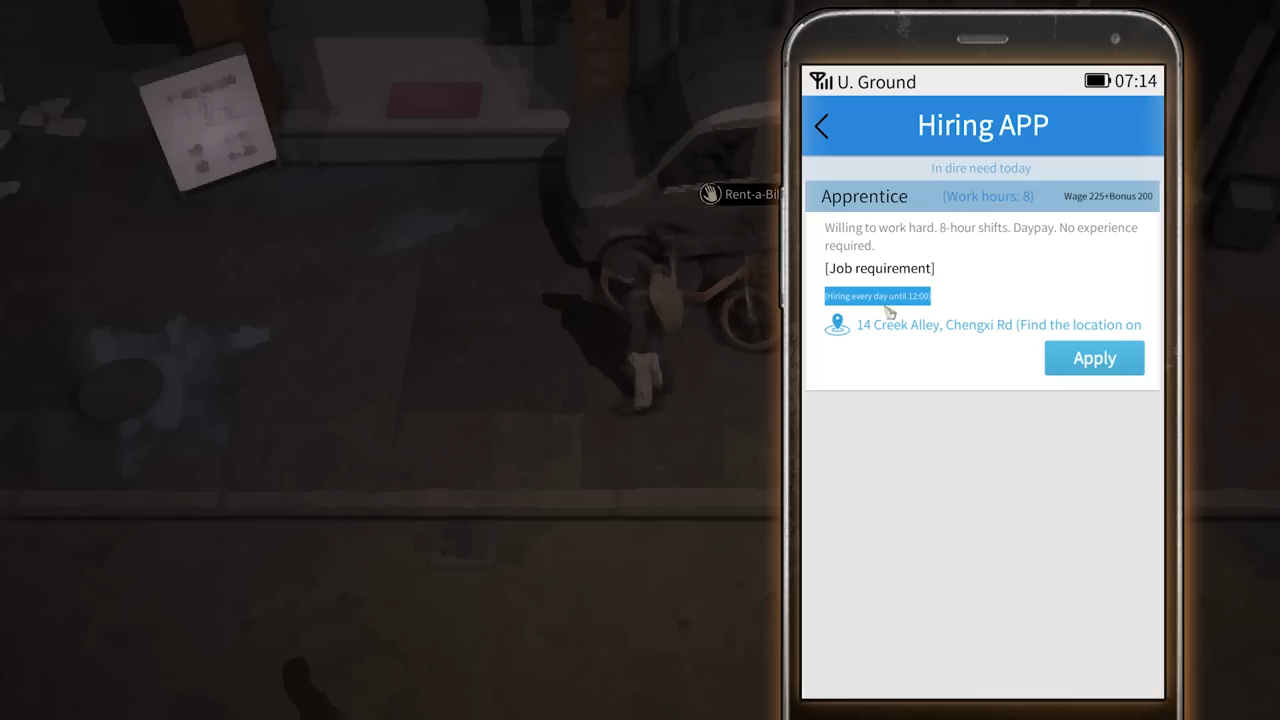 U. Ground
07:14
Hiring APP
In dire need today
Apprentice
(Work hours: 8)
Wage 225+Bonus 200
Willing to work hard. 8-hour shifts. Daypay. No experience
required.
[Job requirement]
(Hiring every day until 12:00)
14 Creek Alley, Chengxi Rd (Find the location on
Apply
Rent-a-Bi